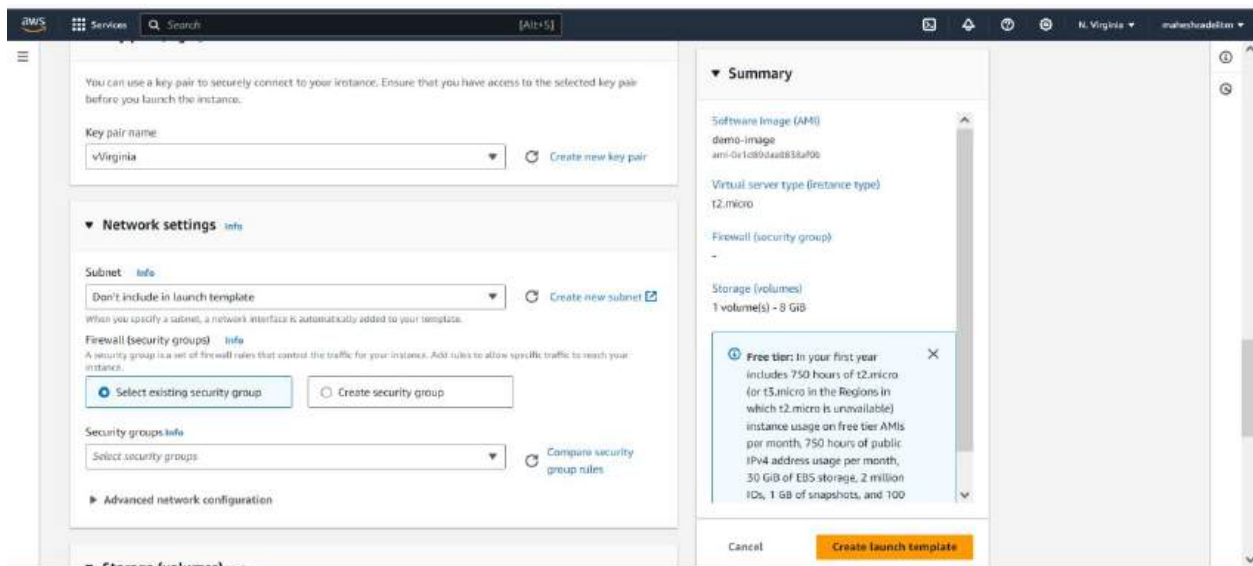 aws
Services
Search
[Alt+S]
N. Virginia
You can use a key pair to securely connect to your instance. Ensure that you have access to the selected key pair
before you launch the instance.
Key pair name
vVirginia
Create new key pair
Network settings Info
Subnet Info
Don't include in launch template
Create new subnet
When you specify a subnet, a network interface is automatically added to your template.
Firewall (security groups) Info
A security group is a set of firewall rules that control the traffic for your instance. Add rules to allow specific traffic to reach your
instance.
Select existing security group
Create security group
Security groups Info
Select security groups
Compare security
group rules
Advanced network configuration
Storage (volumes)
Summary
Software Image (AMI)
demo-image
Virtual server type (instance type)
t2.micro
Firewall (security group)
-
Storage (volumes)
1 volume(s) - 8 GiB
Free tier: In your first year
includes 750 hours of t2.micro
(or t3.micro in the Regions in
which t2.micro is unavailable)
instance usage on free tier AMIs
per month, 750 hours of public
IPv4 address usage per month,
30 GiB of EBS storage, 2 million
IOs, 1 GB of snapshots, and 100
Cancel
Create launch template